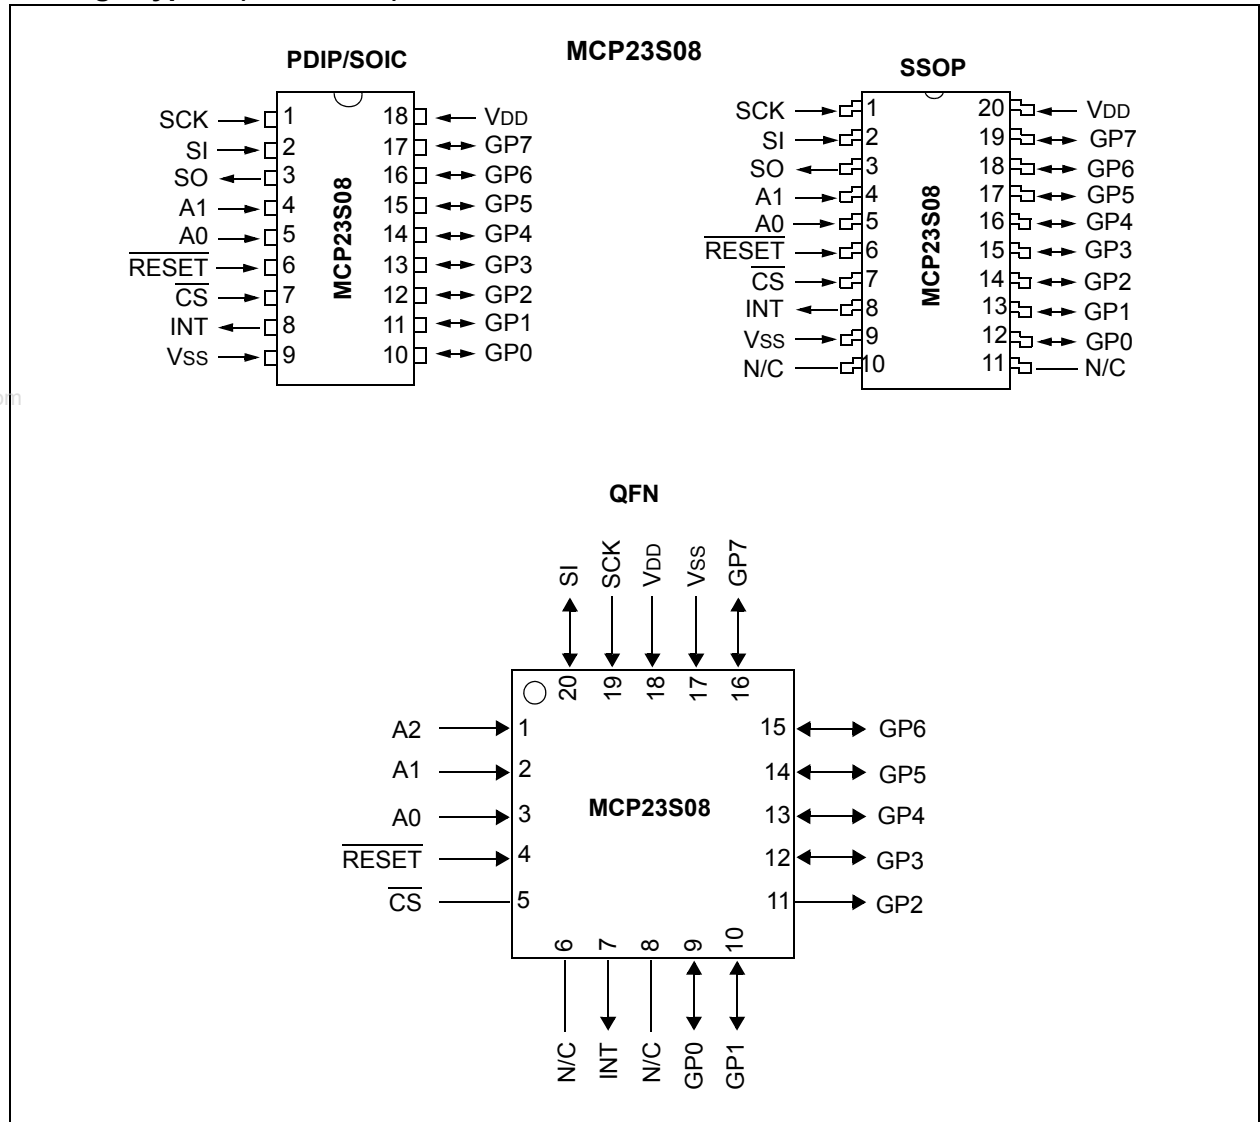 MCP23S08
PDIP/SOIC
SCK 1 18 VDD
SI 2 17 GP7
SO 3 16 GP6
A1 4 15 GP5
A0 5 14 GP4
RESET 6 13 GP3
CS 7 12 GP2
INT 8 11 GP1
VSS 9 10 GP0
MCP23S08
SSOP
SCK 1 20 VDD
SI 2 19 GP7
SO 3 18 GP6
A1 4 17 GP5
A0 5 16 GP4
RESET 6 15 GP3
CS 7 14 GP2
INT 8 13 GP1
VSS 9 12 GP0
N/C 10 11 N/C
MCP23S08
om
QFN
SI SCK VDD VSS GP7
20 19 18 17 16
A2 1 15 GP6
A1 2 14 GP5
A0 3 13 GP4
MCP23S08
RESET 4 12 GP3
CS 5 11 GP2
6 7 8 9 10
N/C INT N/C GP0 GP1